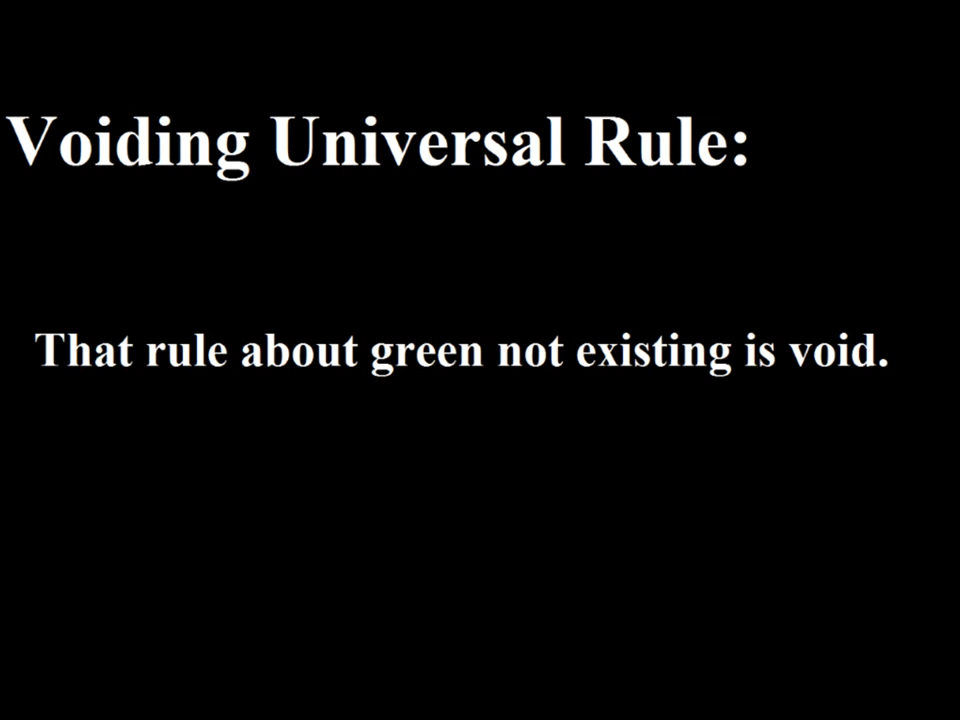 Voiding Universal Rule:
That rule about green not existing is void.